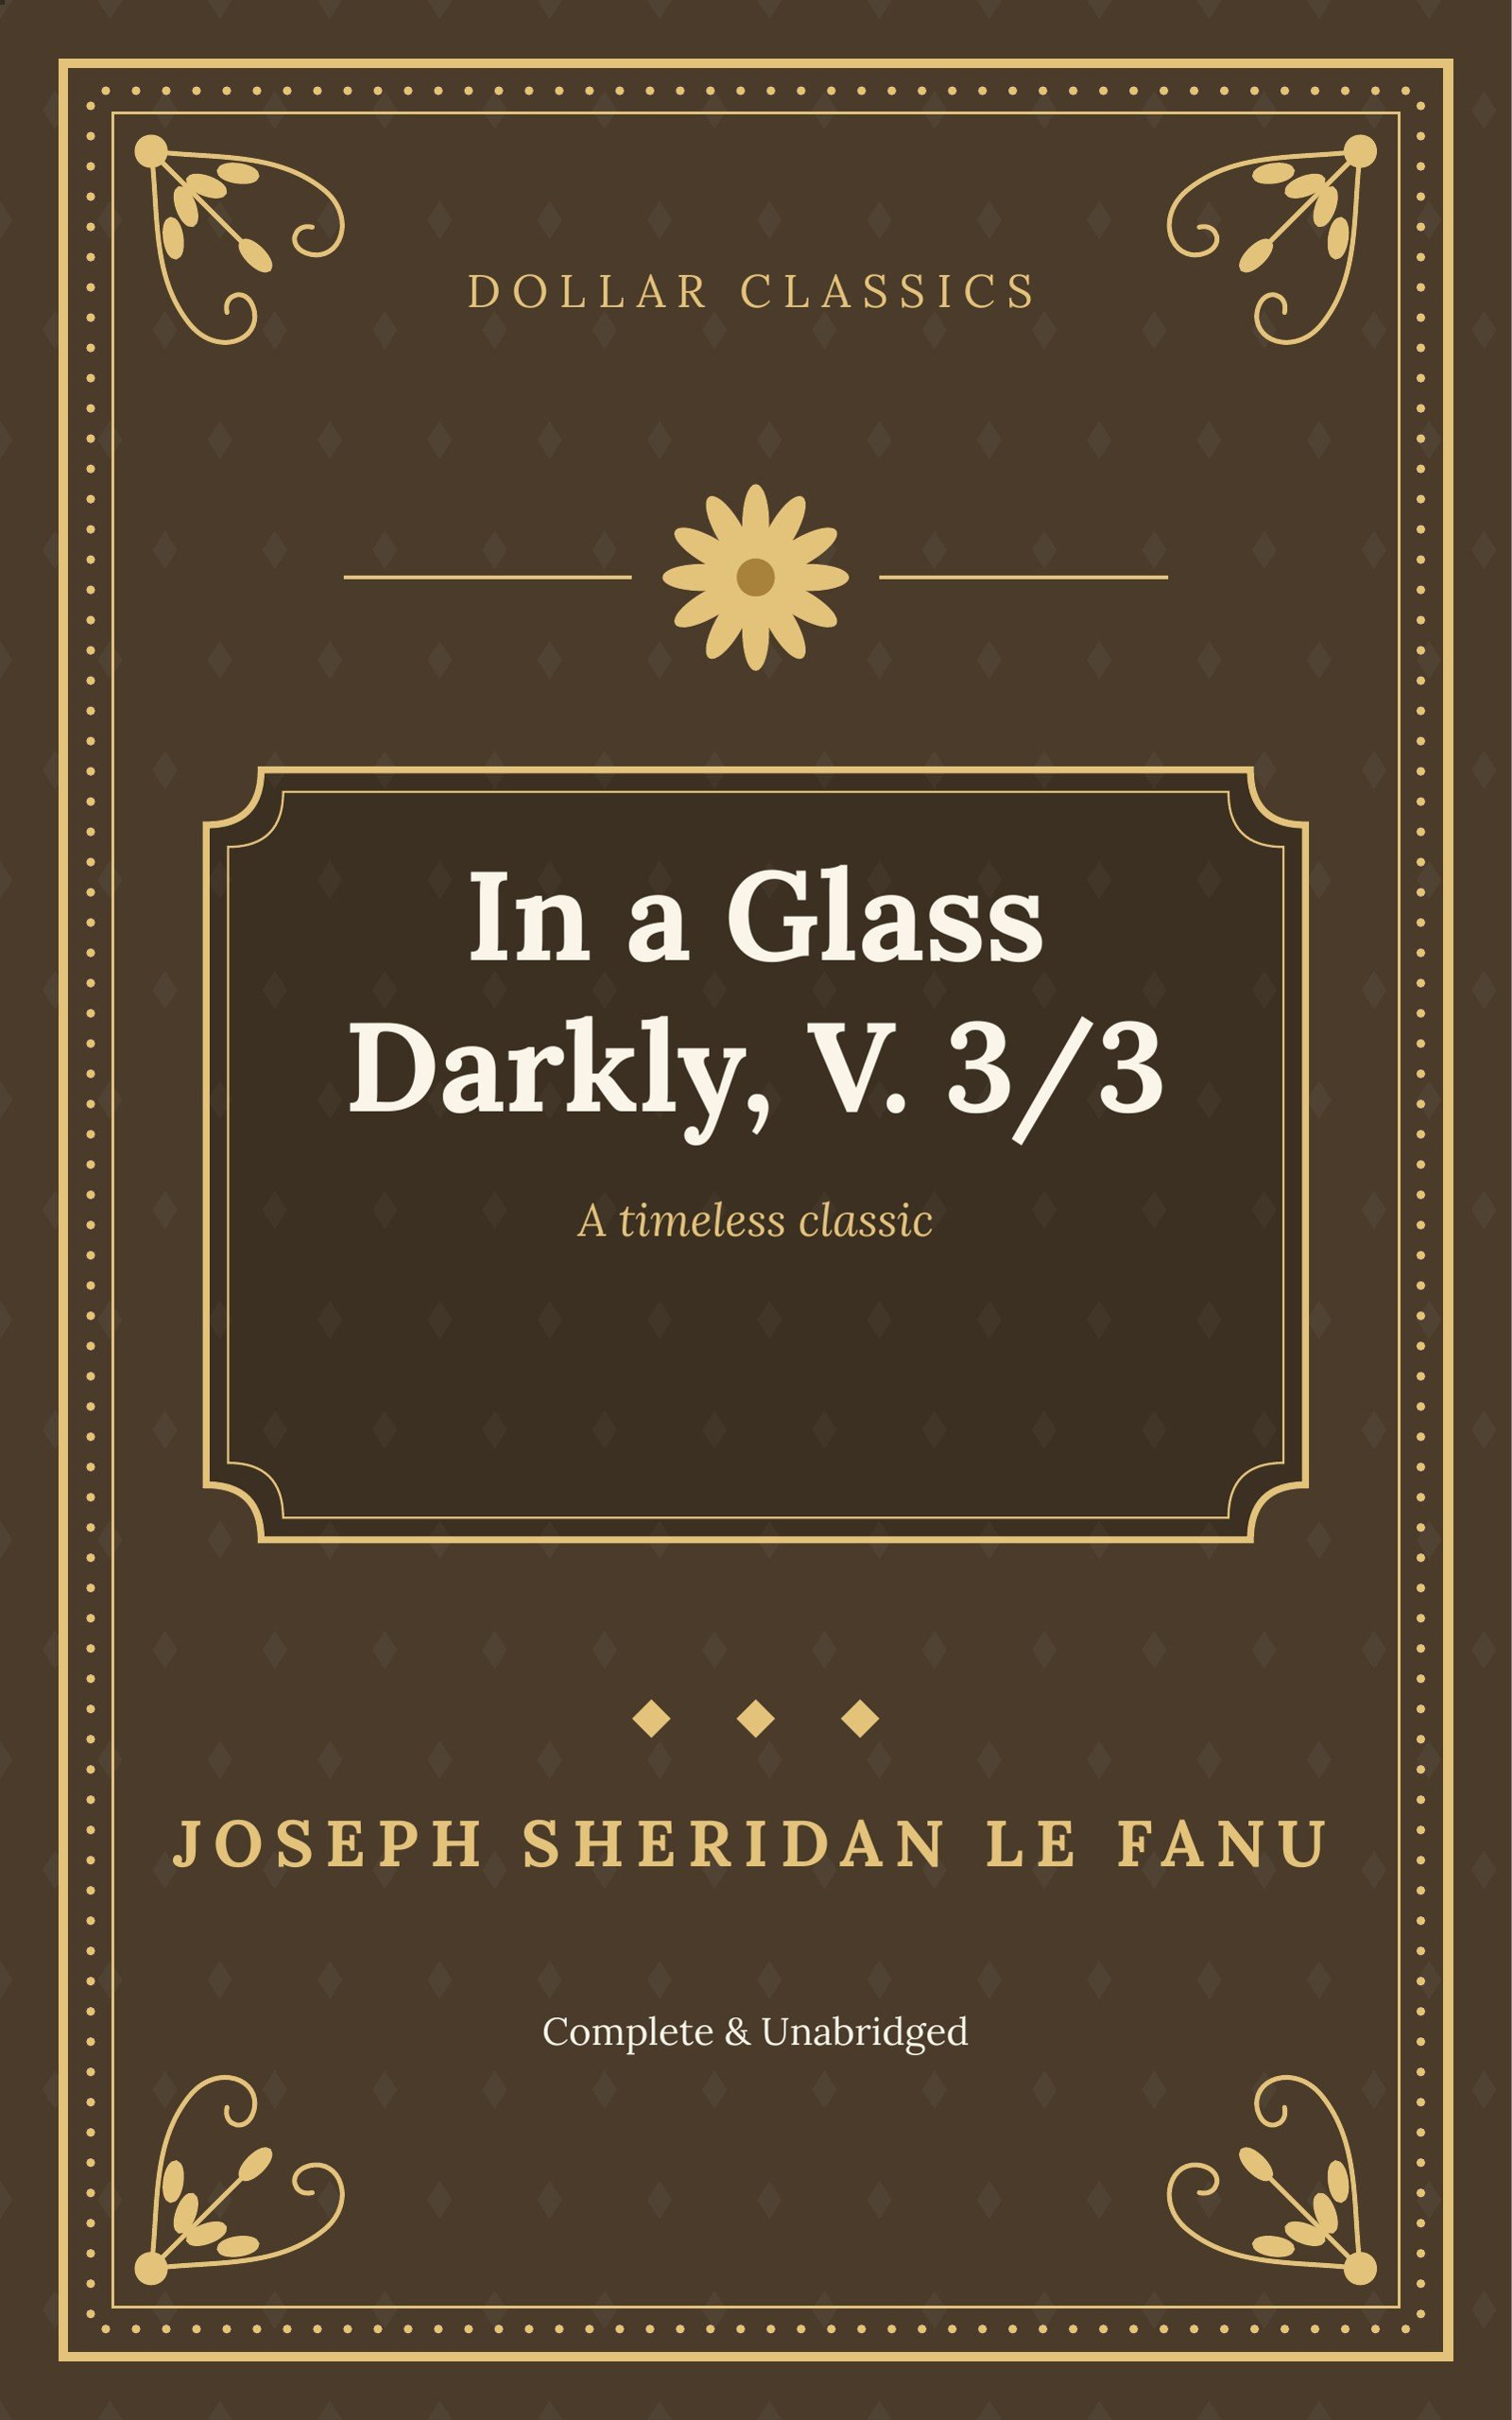 DOLLAR CLASSICS
In a Glass
Darkly, V. 3/3
A timeless classic
JOSEPH SHERIDAN LE FANU
Complete & Unabridged